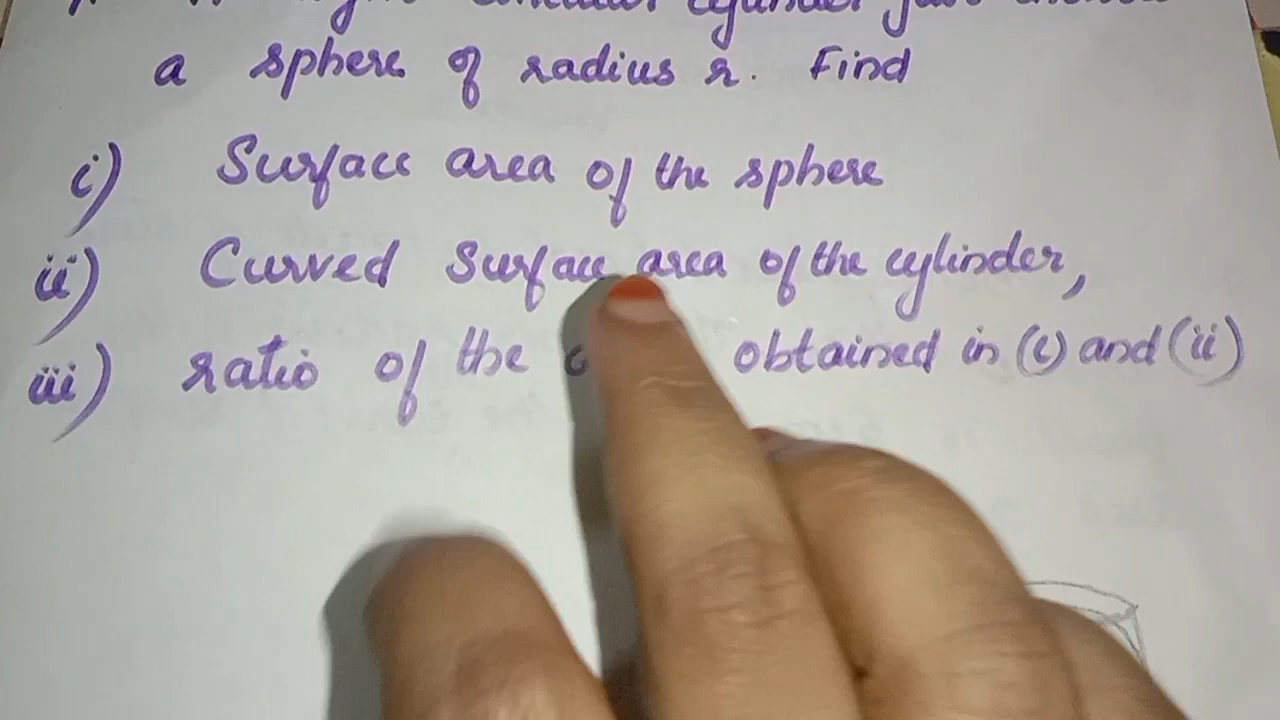 a sphere of radius r. Find
i) Surface area of the sphere
ii) Curved Surface area of the cylinder,
iii) ratio of the obtained in (i) and (ii)